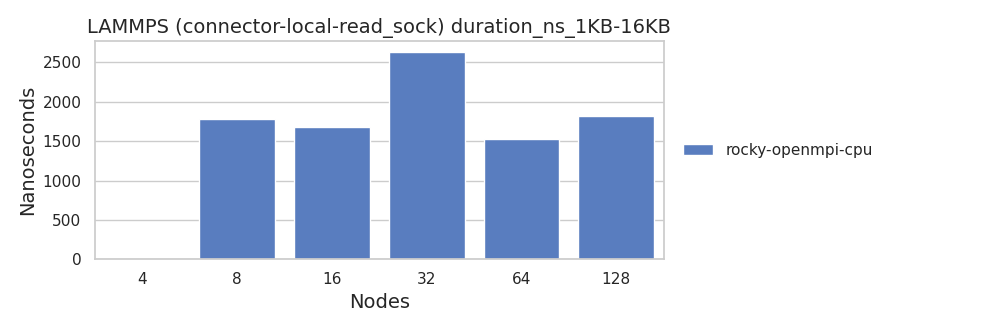 LAMMPS (connector-local-read_sock) duration_ns_1KB-16KB
Nanoseconds
2500
2000
1500
1000
500
0
4 8 16 32 64 128
Nodes
rocky-openmpi-cpu